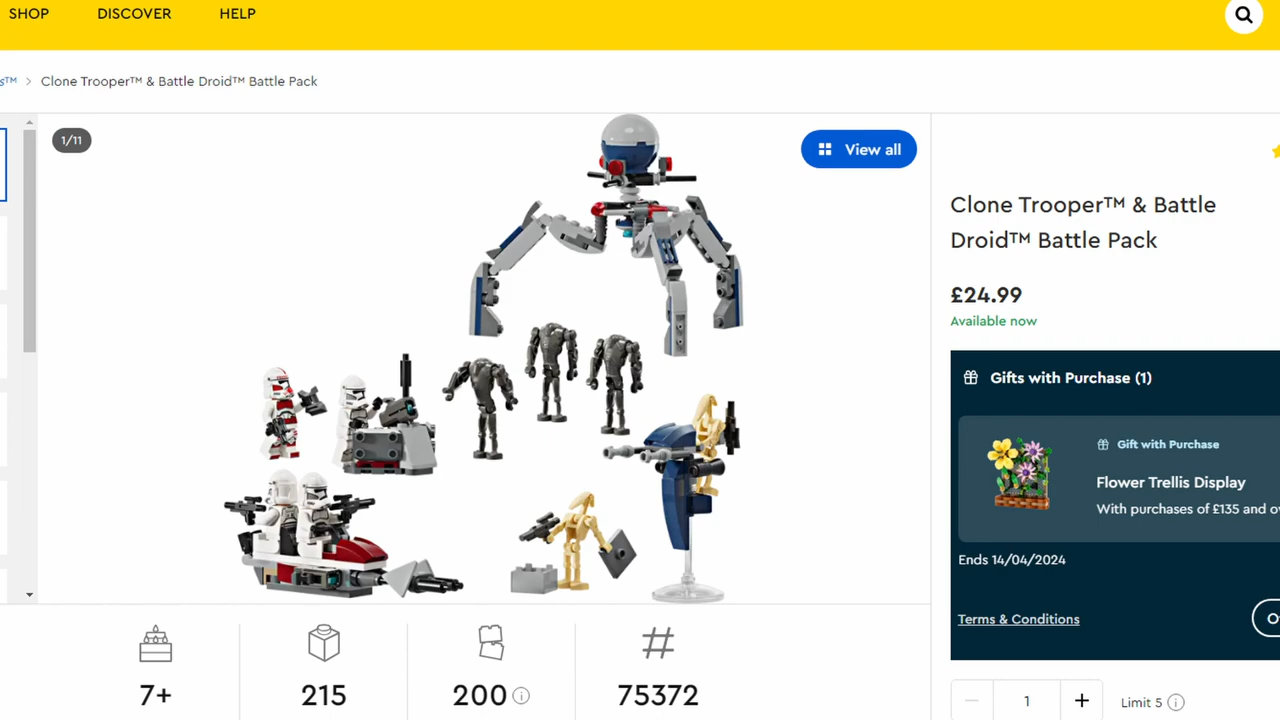 SHOP DISCOVER HELP
s™ > Clone Trooper™ & Battle Droid™ Battle Pack
1/11
View all
Clone Trooper™ & Battle
Droid™ Battle Pack
£24.99
Available now
Gifts with Purchase (1)
Gift with Purchase
Flower Trellis Display
With purchases of £135 and o
Ends 14/04/2024
Terms & Conditions
O
7+ 215 200 75372
1 Limit 5